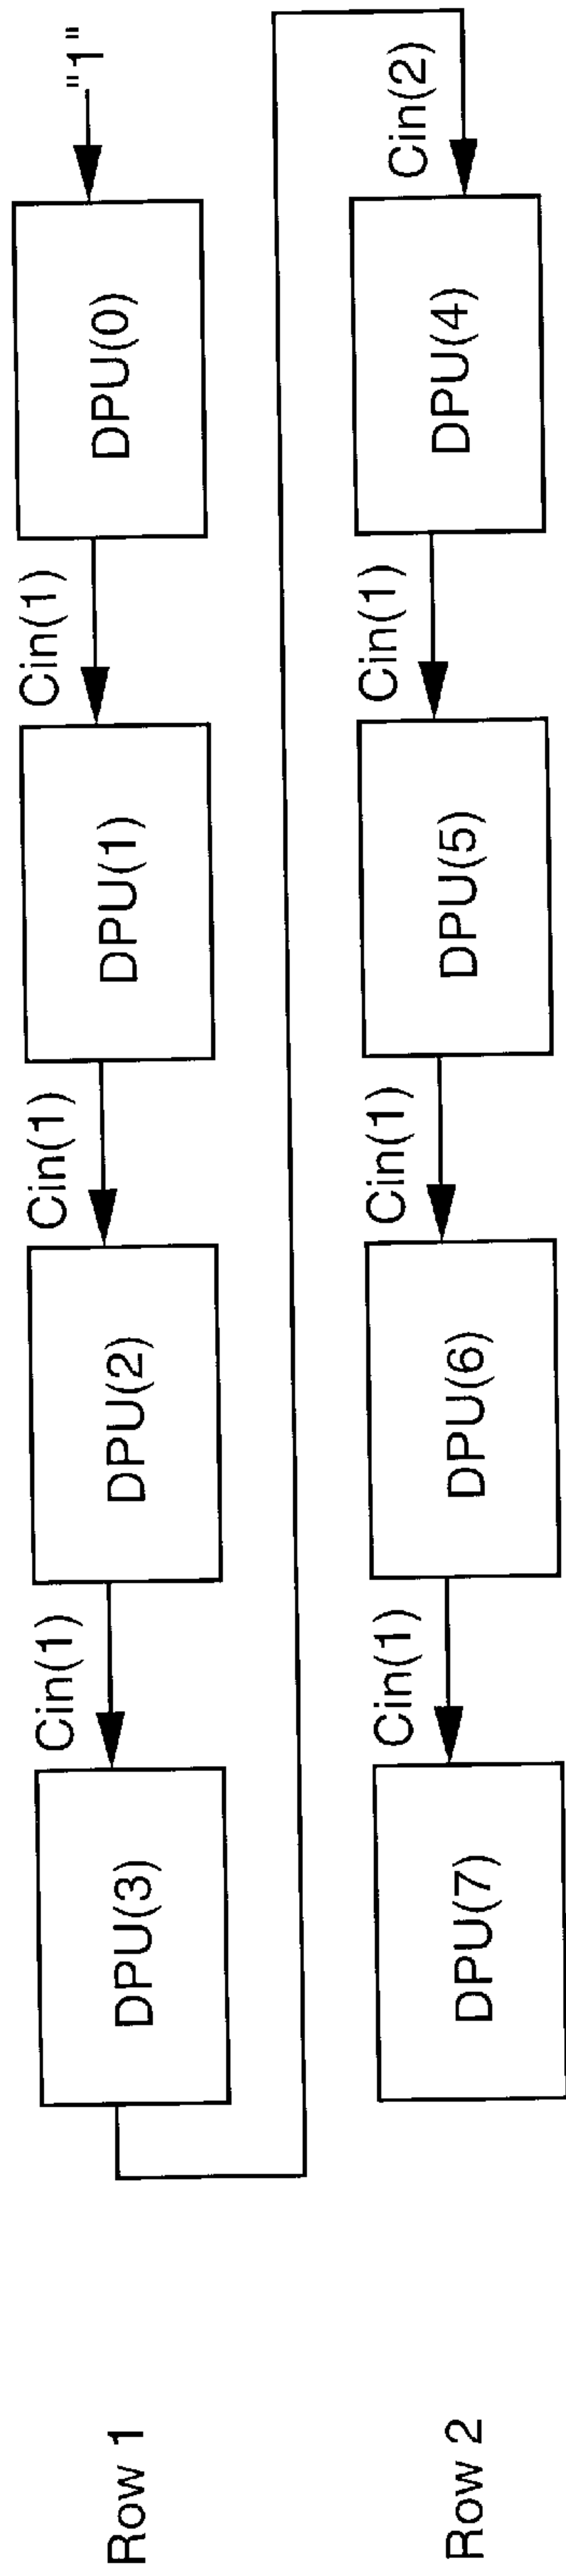 Row 1
DPU(3)
Cin(1)
DPU(2)
Cin(1)
DPU(1)
Cin(1)
DPU(0)
"1"
Row 2
DPU(7)
Cin(1)
DPU(6)
Cin(1)
DPU(5)
Cin(1)
DPU(4)
Cin(2)